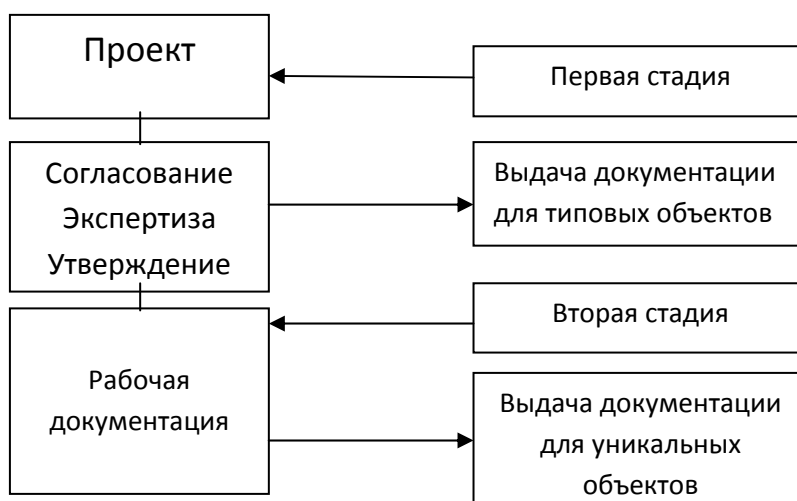 Проект
Первая стадия
Согласование
Экспертиза
Утверждение
Выдача документации
для типовых объектов
Вторая стадия
Рабочая
документация
Выдача документации
для уникальных
объектов